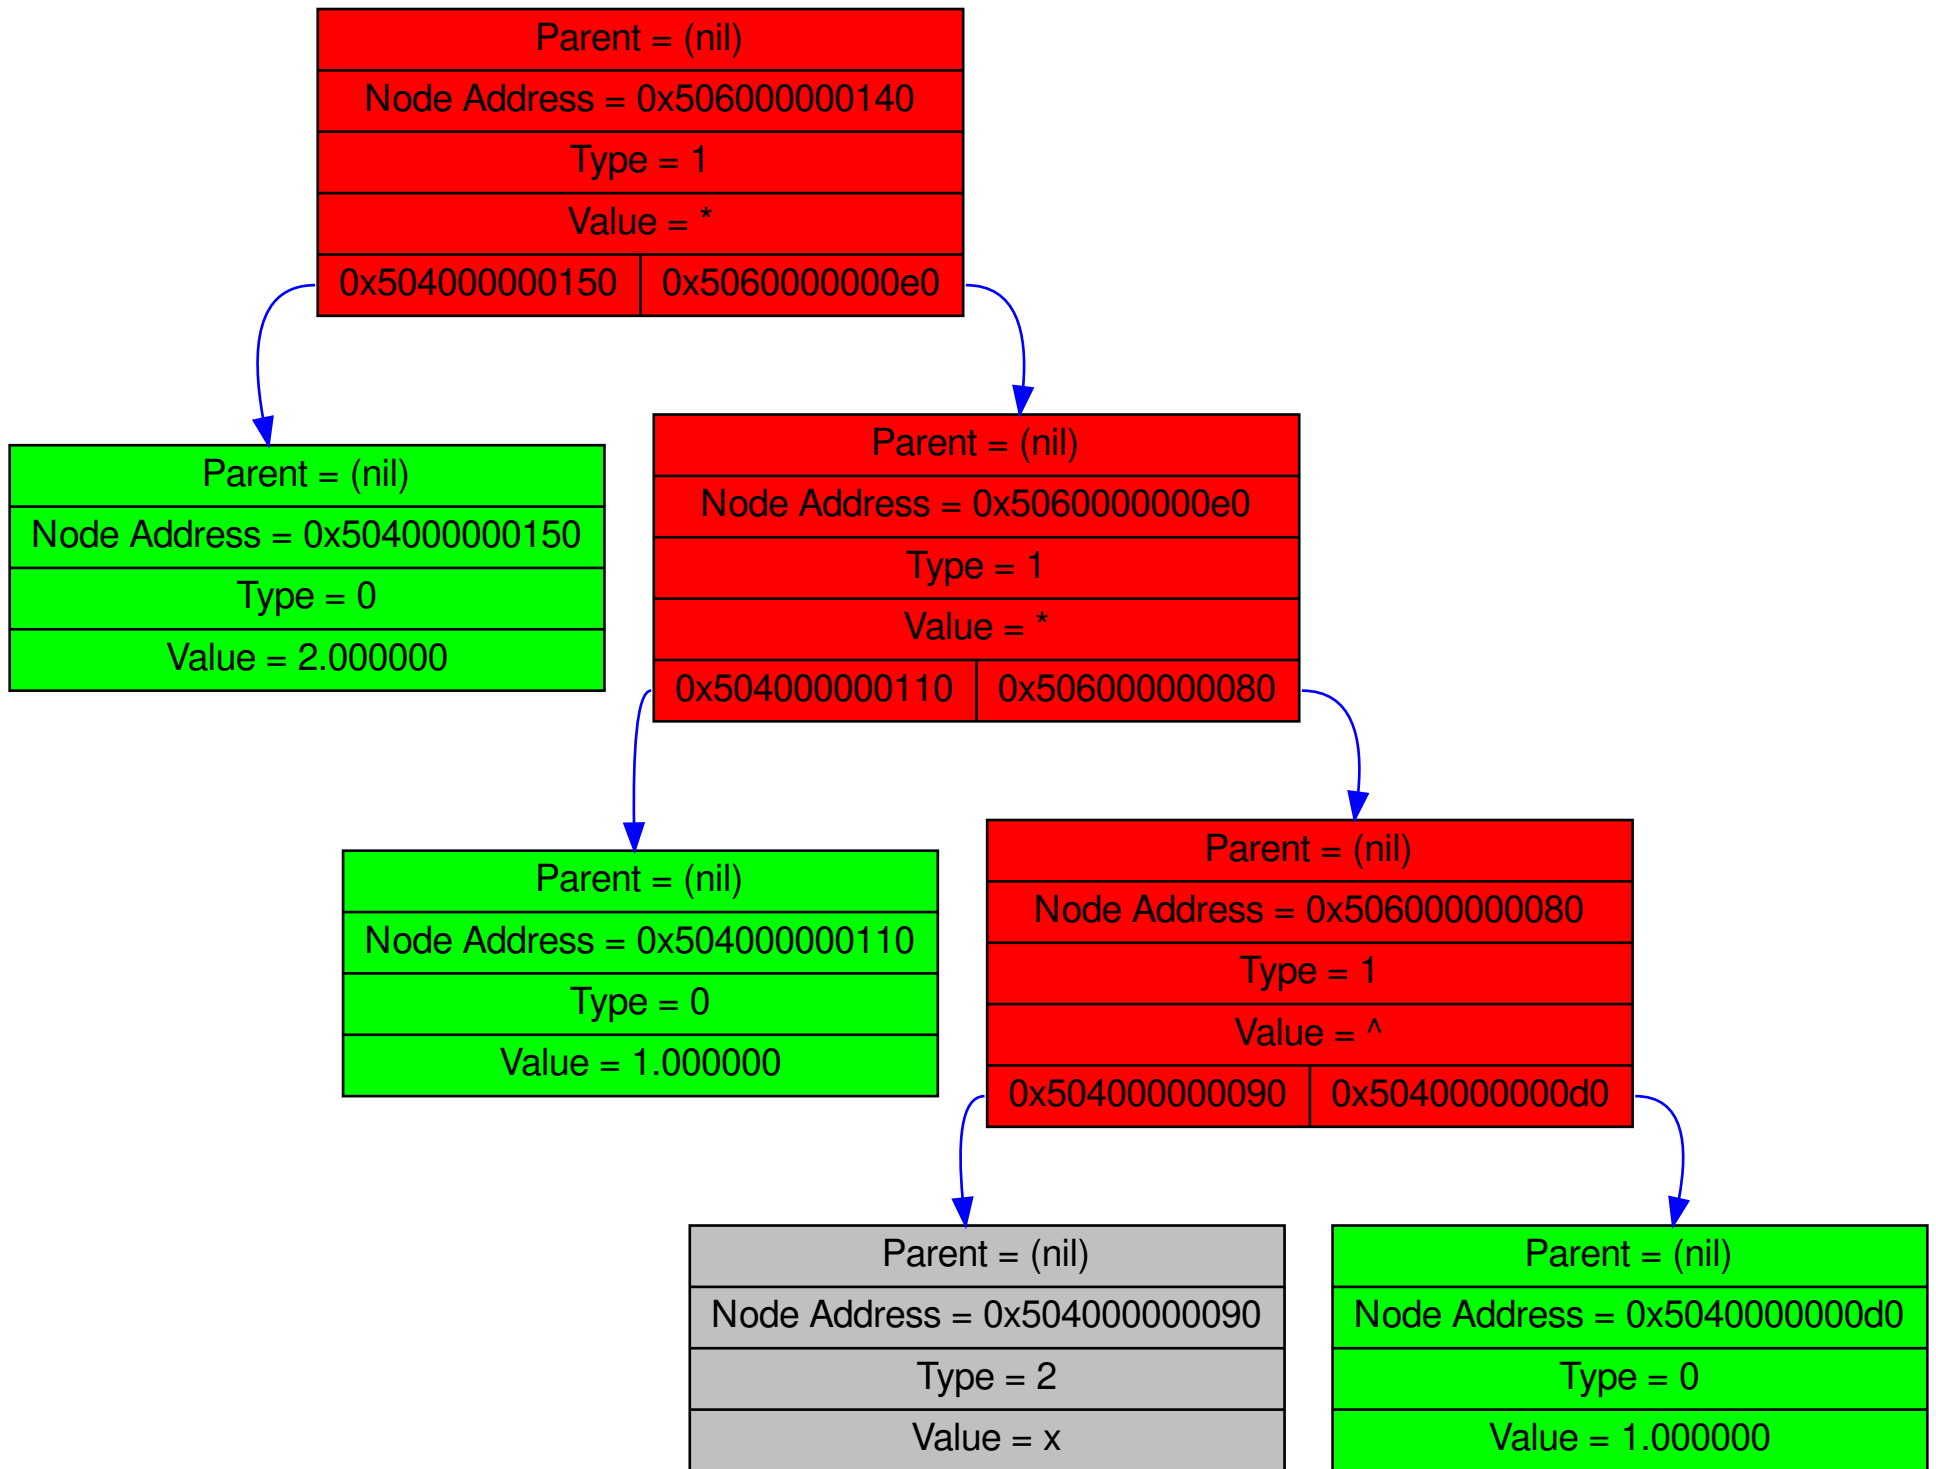 Parent = (nil)
Node Address = 0x506000000140
Type = 1
Value = *
0x504000000150 0x5060000000e0
Parent = (nil)
Node Address = 0x504000000150
Type = 0
Value = 2.000000
Parent = (nil)
Node Address = 0x5060000000e0
Type = 1
Value = *
0x504000000110 0x506000000080
Parent = (nil)
Node Address = 0x504000000110
Type = 0
Value = 1.000000
Parent = (nil)
Node Address = 0x506000000080
Type = 1
Value = ^
0x504000000090 0x5040000000d0
Parent = (nil)
Node Address = 0x504000000090
Type = 2
Value = x
Parent = (nil)
Node Address = 0x5040000000d0
Type = 0
Value = 1.000000